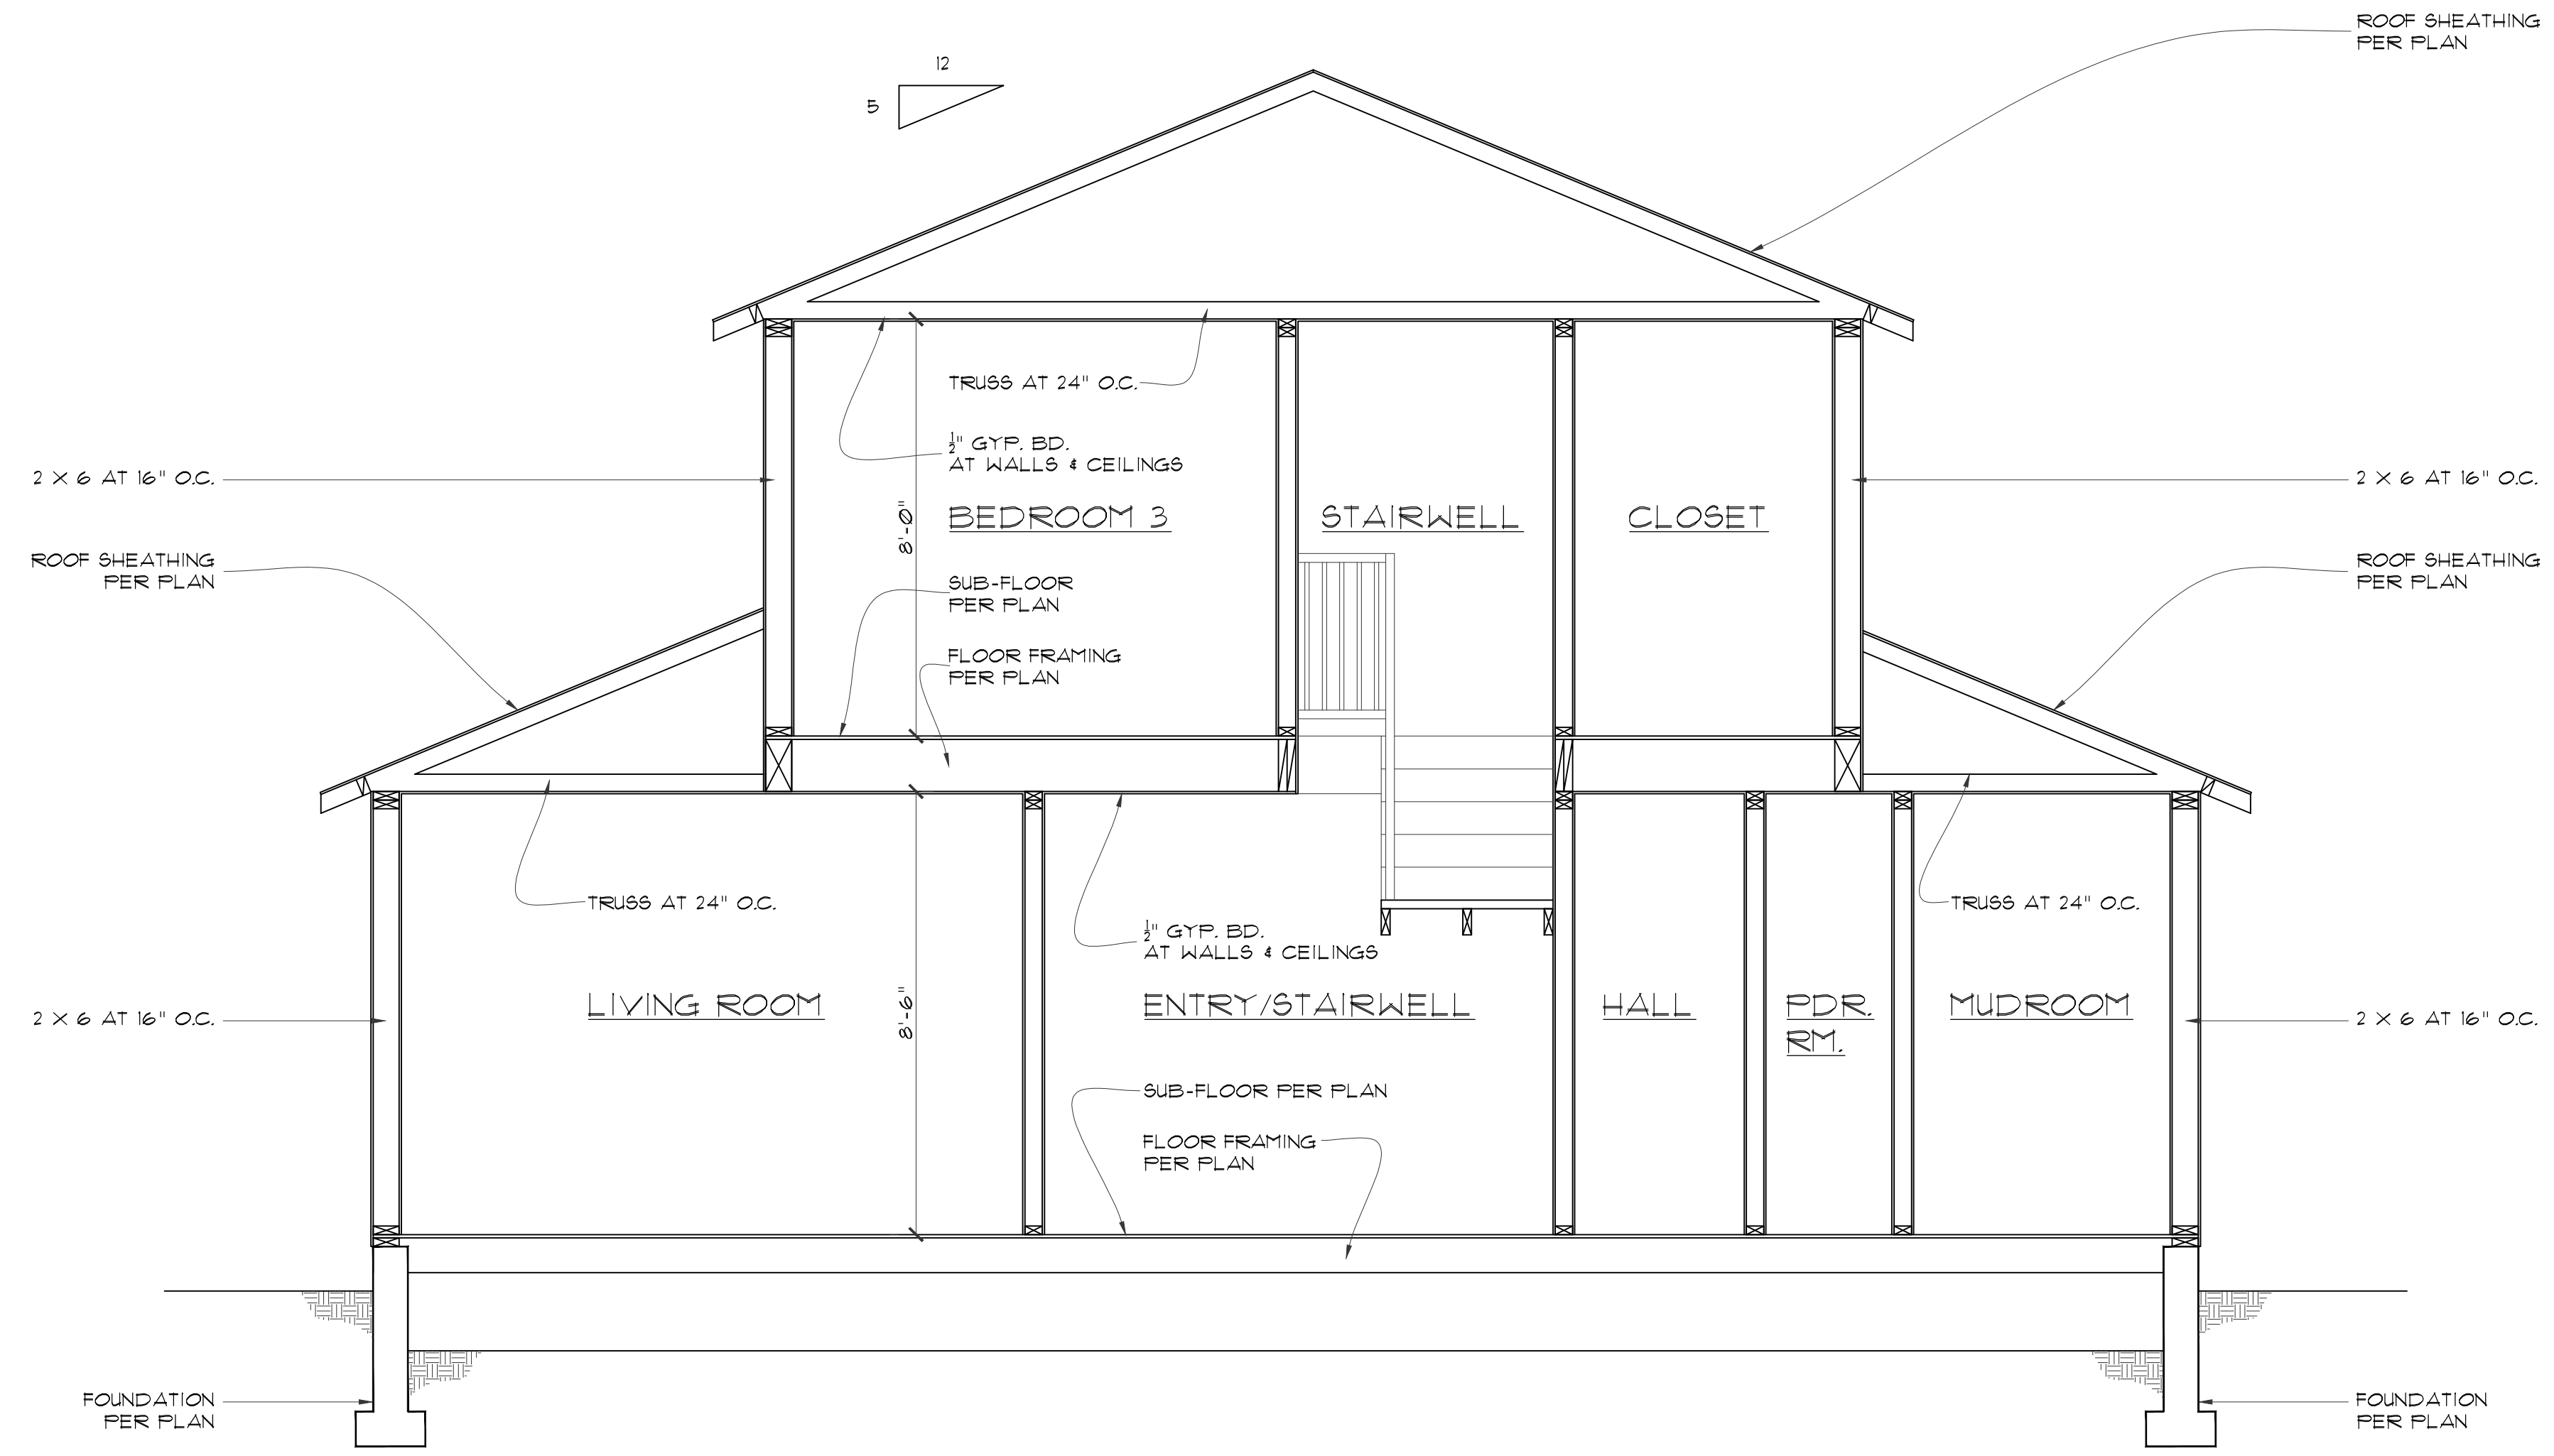 ROOF SHEATHING
PER PLAN
12
5
TRUSS AT 24" O.C.
½" GYP. BD.
AT WALLS & CEILINGS
2 X 6 AT 16" O.C.
2 X 6 AT 16" O.C.
8'-0"
BEDROOM 3
STAIRWELL
CLOSET
ROOF SHEATHING
PER PLAN
SUB-FLOOR
PER PLAN
ROOF SHEATHING
PER PLAN
FLOOR FRAMING
PER PLAN
TRUSS AT 24" O.C.
TRUSS AT 24" O.C.
½" GYP. BD.
AT WALLS & CEILINGS
2 X 6 AT 16" O.C.
LIVING ROOM
8'-6"
ENTRY/STAIRWELL
HALL
PDR.
RM.
MUDROOM
2 X 6 AT 16" O.C.
SUB-FLOOR PER PLAN
FLOOR FRAMING
PER PLAN
FOUNDATION
PER PLAN
FOUNDATION
PER PLAN